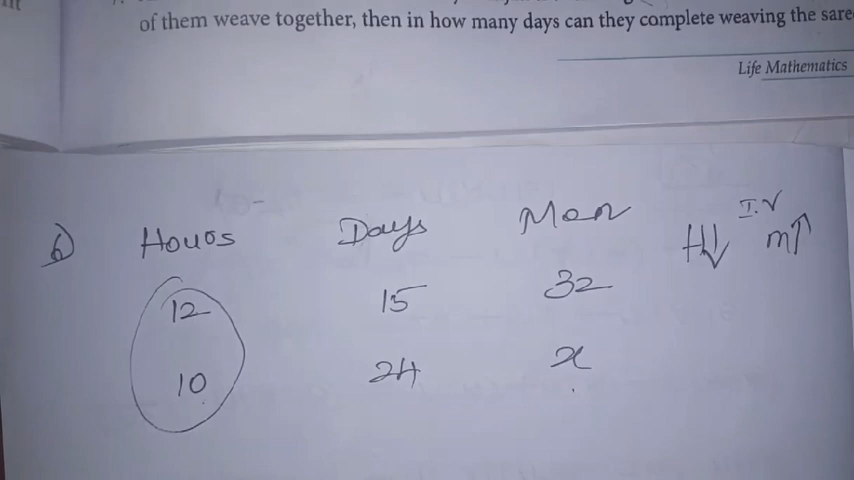 of them weave together, then in how many days can they complete weaving the saree
Life Mathematics
6) Hours Days Men H↓ I.V m↑
12 15 32
10 24 x